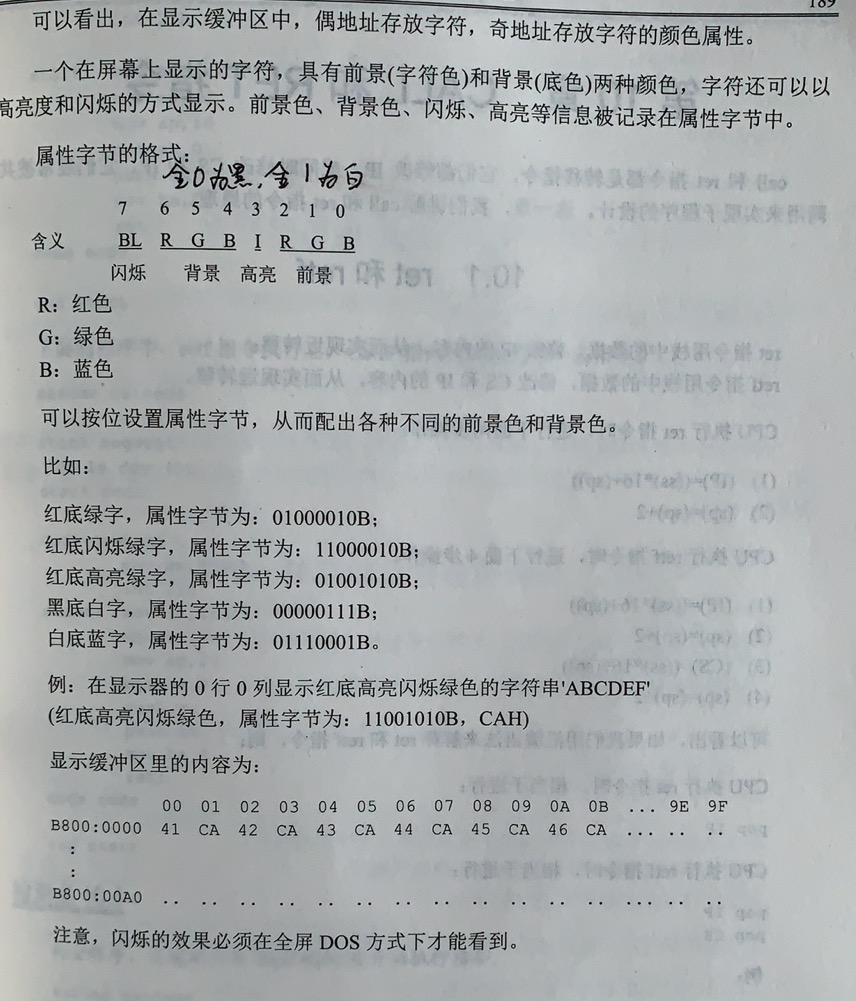 189
可以看出，在显示缓冲区中，偶地址存放字符，奇地址存放字符的颜色属性。
一个在屏幕上显示的字符，具有前景(字符色)和背景(底色)两种颜色，字符还可以以
高亮度和闪烁的方式显示。前景色、背景色、闪烁、高亮等信息被记录在属性字节中。
属性字节的格式：
全0为黑，全1为白
7 6 5 4 3 2 1 0
含义 BL R G B I R G B
闪烁 背景 高亮 前景
R：红色
G：绿色
B：蓝色
可以按位设置属性字节，从而配出各种不同的前景色和背景色。
比如：
红底绿字，属性字节为：01000010B；
红底闪烁绿字，属性字节为：11000010B；
红底高亮绿字，属性字节为：01001010B；
黑底白字，属性字节为：00000111B；
白底蓝字，属性字节为：01110001B。
例：在显示器的 0 行 0 列显示红底高亮闪烁绿色的字符串'ABCDEF'
(红底高亮闪烁绿色，属性字节为：11001010B，CAH)
显示缓冲区里的内容为：
00 01 02 03 04 05 06 07 08 09 0A 0B ... 9E 9F
B800:0000 41 CA 42 CA 43 CA 44 CA 45 CA 46 CA ... .. ..
:
:
B800:00A0 .. .. .. .. .. .. .. .. .. .. .. .. ... .. ..
注意，闪烁的效果必须在全屏 DOS 方式下才能看到。